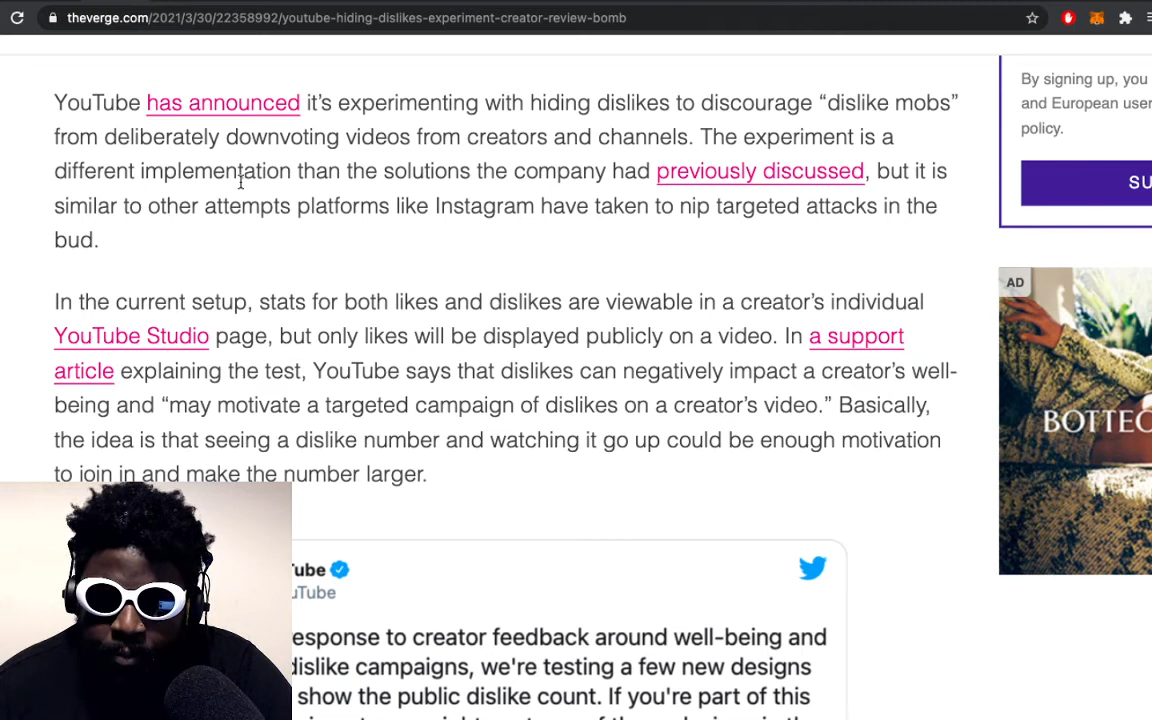 theverge.com/2021/3/30/22358992/youtube-hiding-dislikes-experiment-creator-review-bomb
YouTube has announced it’s experimenting with hiding dislikes to discourage “dislike mobs”
from deliberately downvoting videos from creators and channels. The experiment is a
different implementation than the solutions the company had previously discussed, but it is
similar to other attempts platforms like Instagram have taken to nip targeted attacks in the
bud.
In the current setup, stats for both likes and dislikes are viewable in a creator’s individual
YouTube Studio page, but only likes will be displayed publicly on a video. In a support
article explaining the test, YouTube says that dislikes can negatively impact a creator’s well-
being and “may motivate a targeted campaign of dislikes on a creator’s video.” Basically,
the idea is that seeing a dislike number and watching it go up could be enough motivation
to join in and make the number larger.
By signing up, you
and European user
policy.
SU
AD
BOTTEC
ube
uTube
esponse to creator feedback around well-being and
dislike campaigns, we're testing a few new designs
show the public dislike count. If you're part of this